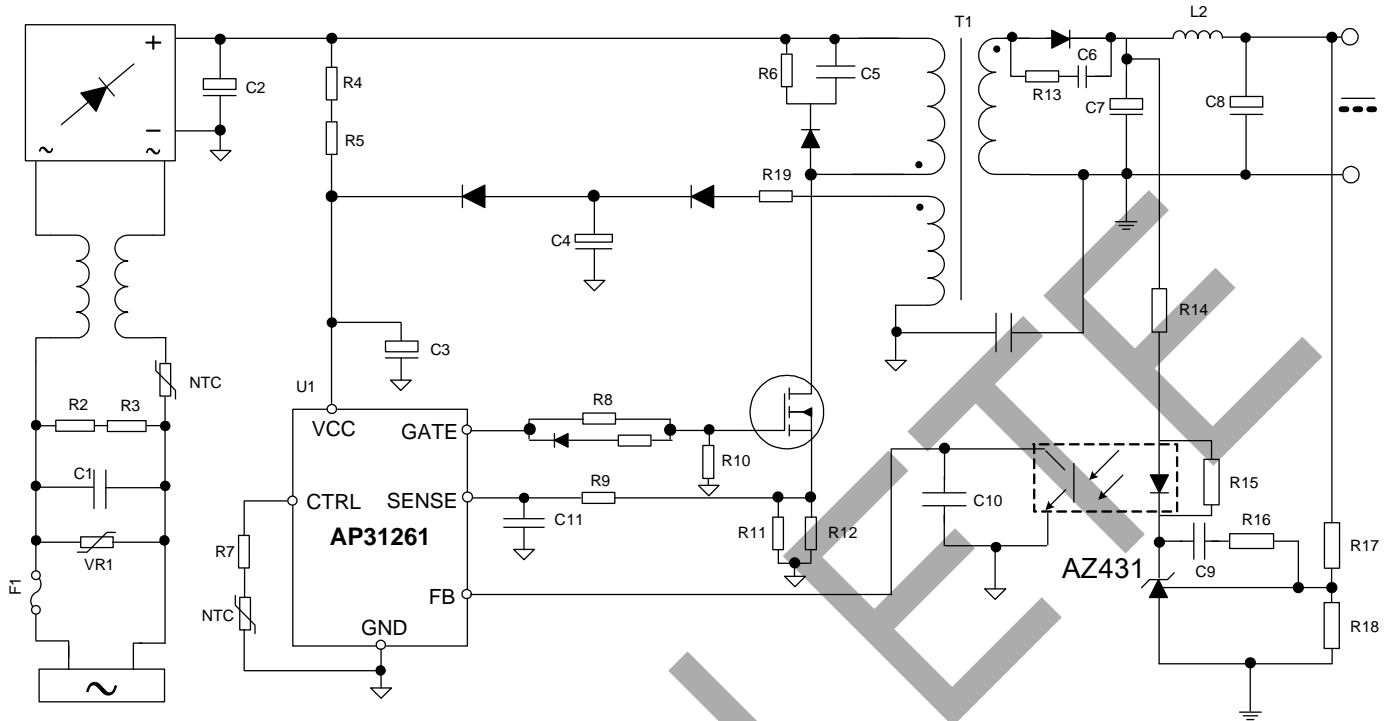 T1
L2
+
C2
R4
R6
C5
C6
R13
C7
C8
R5
−
~
~
R19
C4
R14
C3
NTC
U1
R2
R3
VCC
GATE
R8
R10
C1
CTRL
SENSE
R9
C10
R15
AP31261
C11
R11
R12
R16
R17
VR1
R7
AZ431
C9
F1
FB
NTC
GND
R18
~
LETE